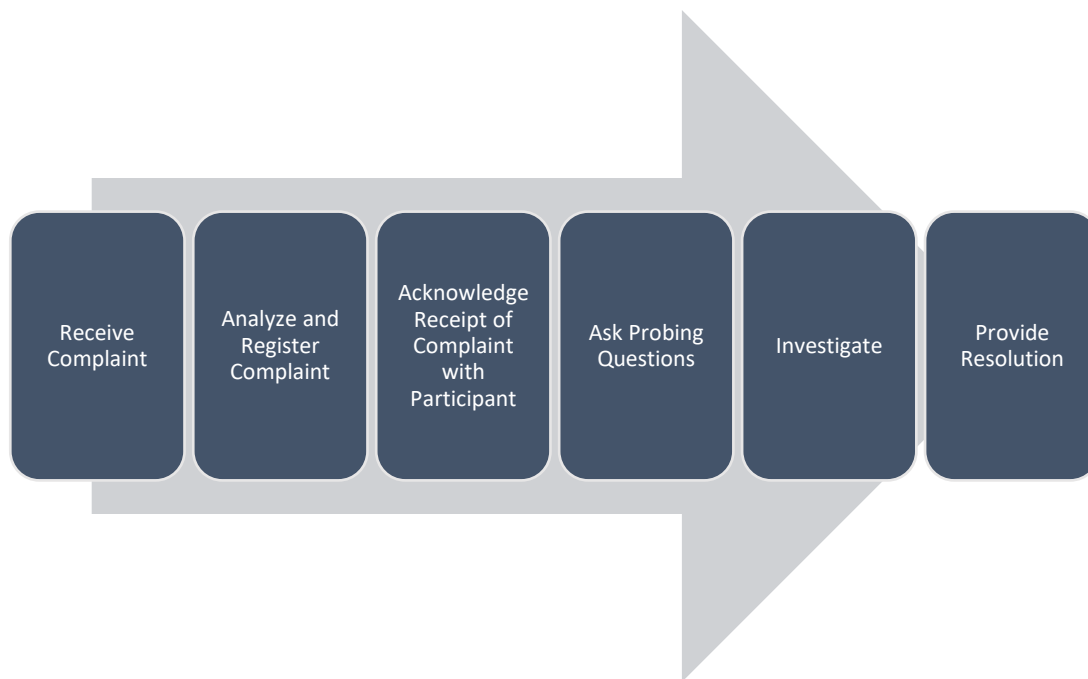 Receive
Complaint
Analyze and
Register
Complaint
Acknowledge
Receipt of
Complaint
with
Participant
Ask Probing
Questions
Investigate
Provide
Resolution